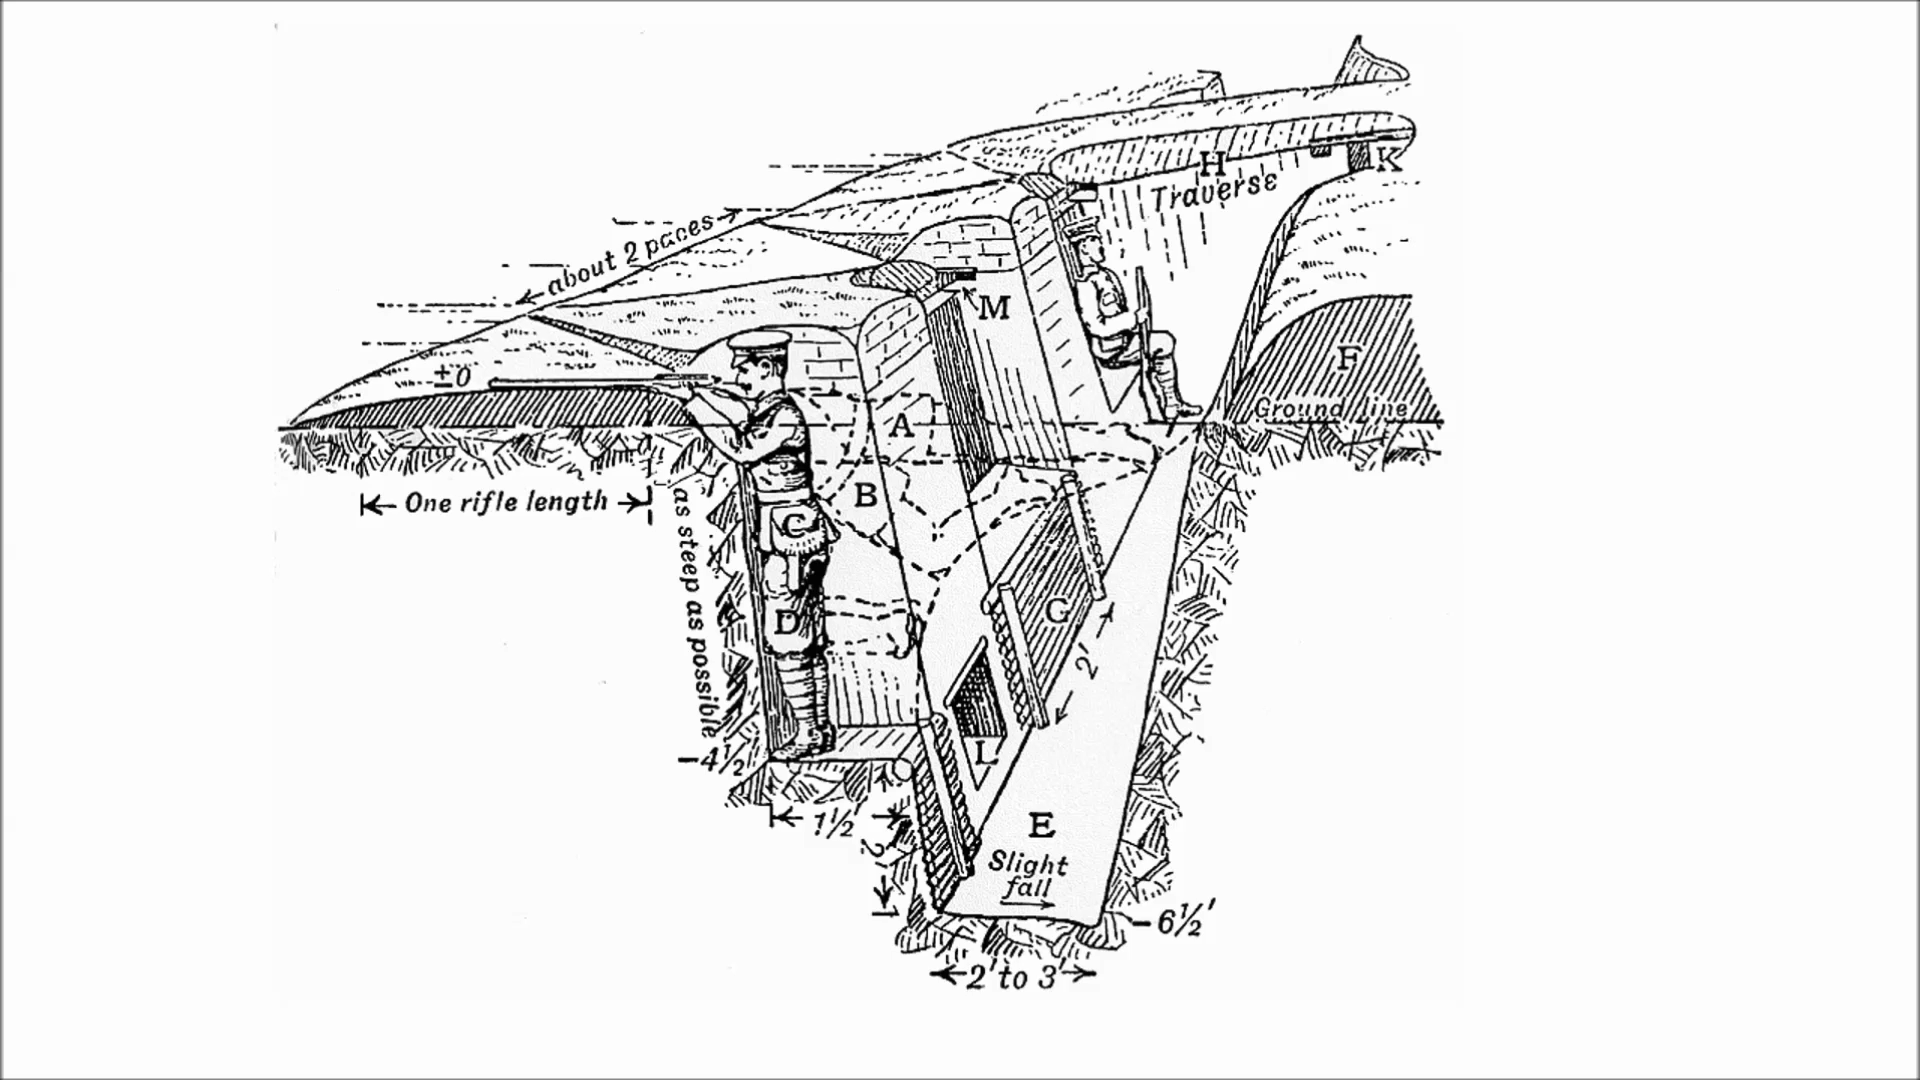 H
K
Traverse
about 2 paces
M
F
±0
Ground line
A
B
One rifle length
as steep as possible
C
G
D
2'
L
-4½'
1½'
2'
E
Slight
fall
-6½'
2' to 3'